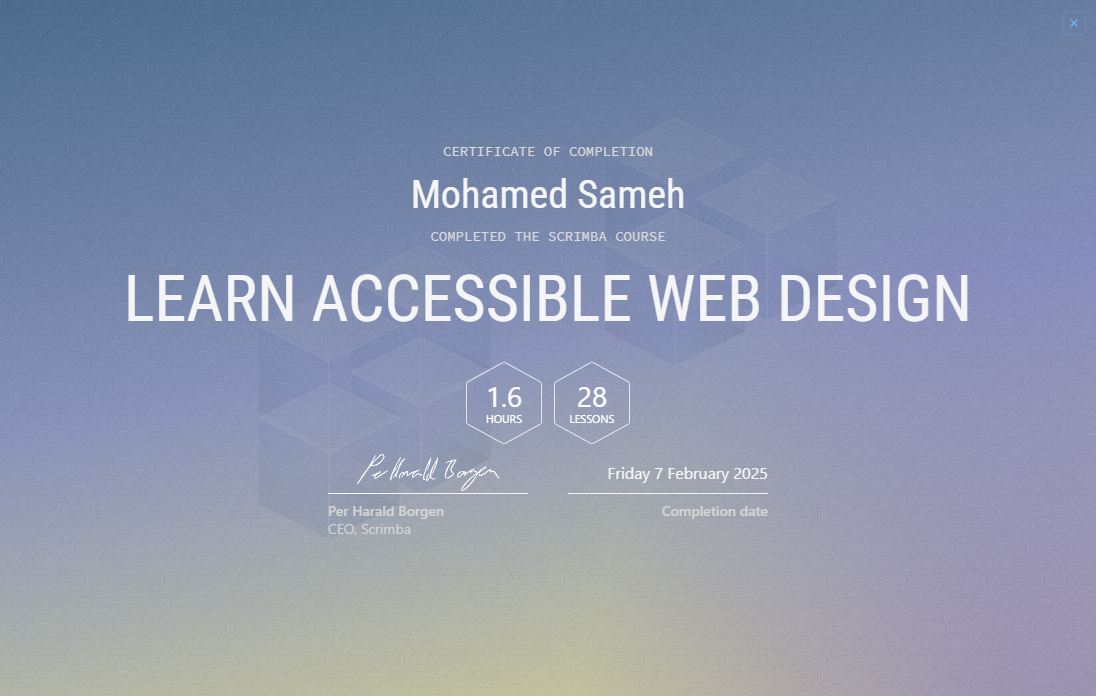 CERTIFICATE OF COMPLETION
Mohamed Sameh
COMPLETED THE SCRIMBA COURSE
LEARN ACCESSIBLE WEB DESIGN
1.6
HOURS
28
LESSONS
Per Harald Borgen
Friday 7 February 2025
Per Harald Borgen
CEO, Scrimba
Completion date